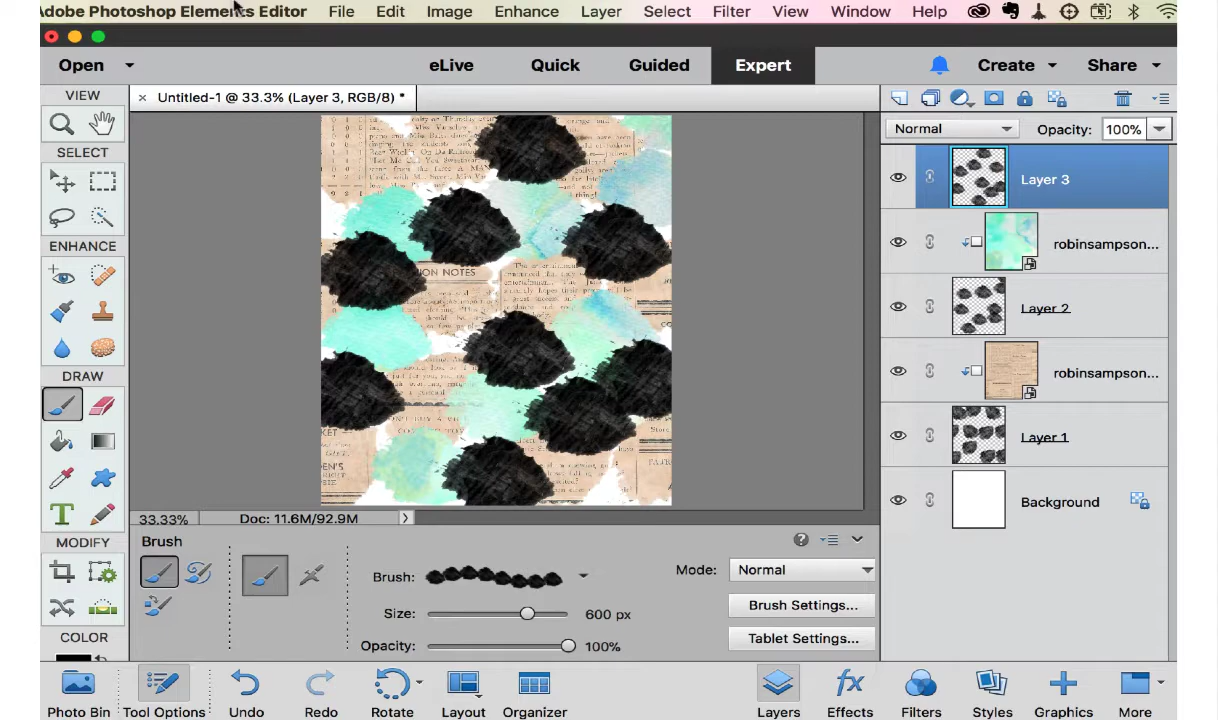 Adobe Photoshop Elements Editor File Edit Image Enhance Layer Select Filter View Window Help
Open eLive Quick Guided Expert Create Share
VIEW
Untitled-1 @ 33.3% (Layer 3, RGB/8) *
Normal Opacity: 100%
SELECT
Layer 3
ENHANCE
robinsampson...
ION NOTES
Layer 2
DRAW
robinsampson...
Layer 1
Background
33.33% Doc: 11.6M/92.9M
MODIFY
Brush
Brush:
Mode: Normal
Size: 600 px
Brush Settings...
COLOR
Opacity: 100%
Tablet Settings...
Photo Bin Tool Options Undo Redo Rotate Layout Organizer Layers Effects Filters Styles Graphics More